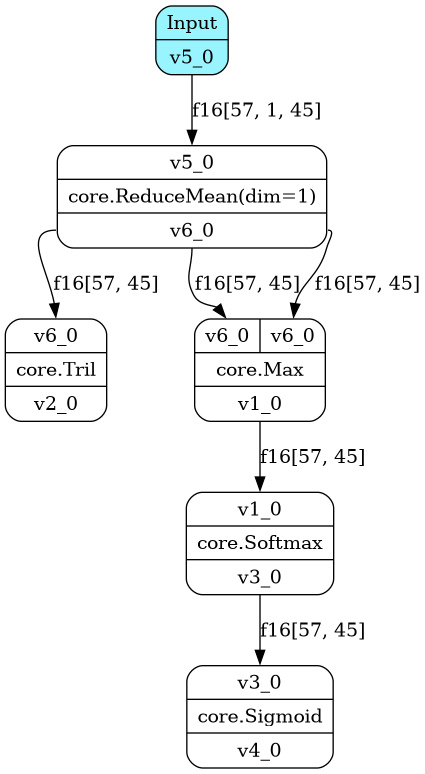 Input
v5_0
f16[57, 1, 45]
v5_0
core.ReduceMean(dim=1)
v6_0
f16[57, 45]
f16[57, 45]
f16[57, 45]
v6_0
core.Tril
v2_0
v6_0 v6_0
core.Max
v1_0
f16[57, 45]
v1_0
core.Softmax
v3_0
f16[57, 45]
v3_0
core.Sigmoid
v4_0